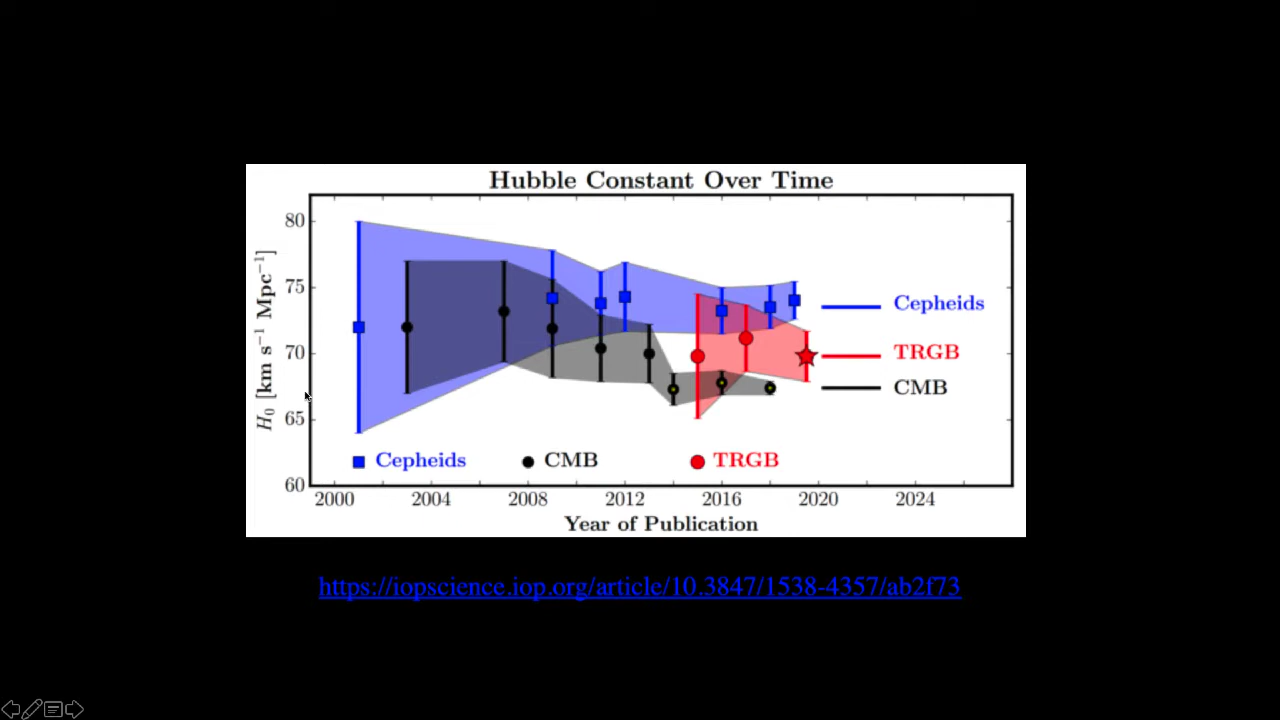 Hubble Constant Over Time
80
75
70
65
60
H₀ [km s⁻¹ Mpc⁻¹]
Cepheids
TRGB
CMB
Cepheids
CMB
TRGB
2000 2004 2008 2012 2016 2020 2024
Year of Publication
https://iopscience.iop.org/article/10.3847/1538-4357/ab2f73